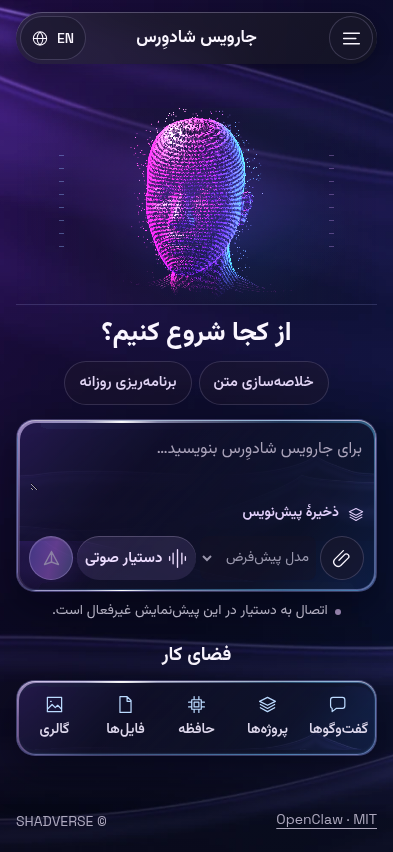 جارویس شادوِرس
EN
از کجا شروع کنیم؟
خلاصه‌سازی متن
برنامه‌ریزی روزانه
برای جارویس شادوِرس بنویسید...
ذخیرهٔ پیش‌نویس
مدل پیش‌فرض
دستیار صوتی
اتصال به دستیار در این پیش‌نمایش غیرفعال است.
فضای کار
گفت‌وگوها
پروژه‌ها
حافظه
فایل‌ها
گالری
OpenClaw · MIT
SHADVERSE ©